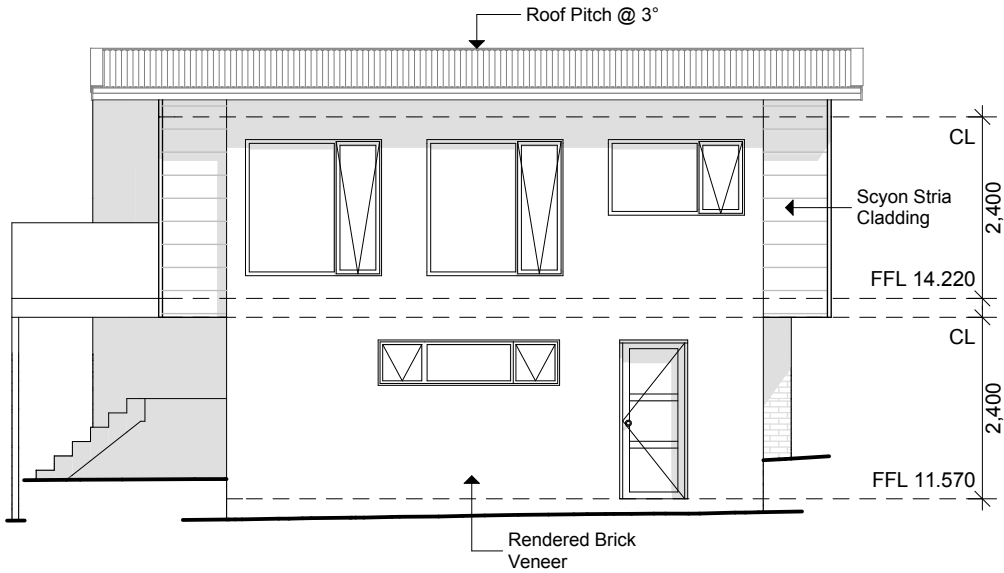 Roof Pitch @ 3°
CL
2,400
Scyon Stria
Cladding
FFL 14.220
CL
2,400
FFL 11.570
Rendered Brick
Veneer